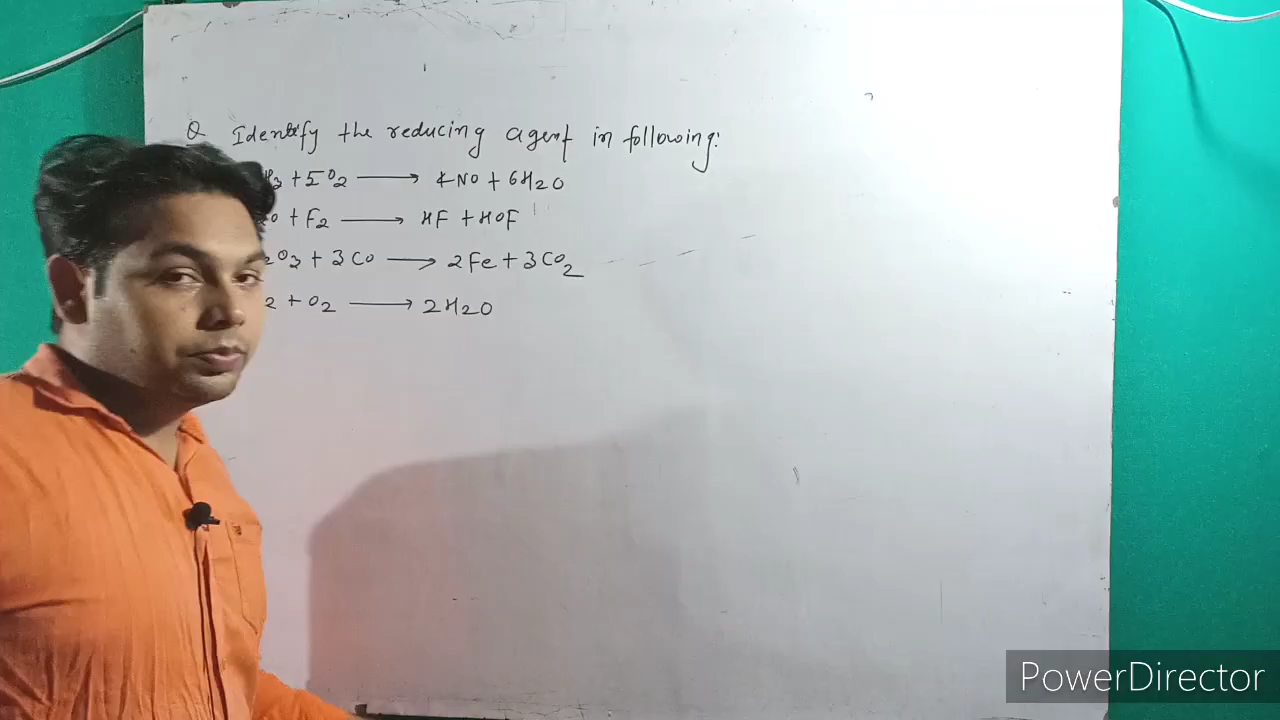 Q Identify the reducing agent in following:
3 + 5O2 ⟶ 4NO + 6H2O
O + F2 ⟶ HF + HOF
2O3 + 3CO ⟶ 2Fe + 3CO2
2 + O2 ⟶ 2H2O
PowerDirector